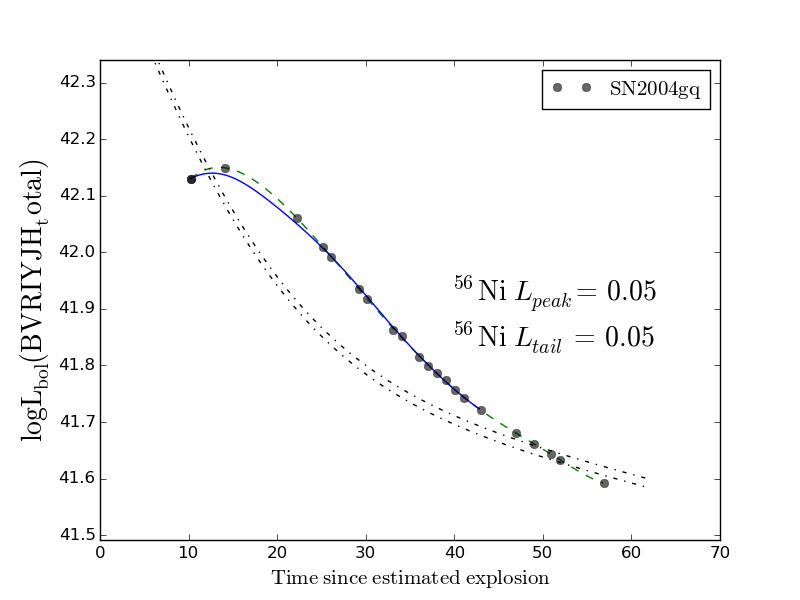 42.3
42.2
42.1
42.0
41.9
41.8
41.7
41.6
41.5
logL_bol(BVRIYJH_total)
SN2004gq
^56Ni L_peak = 0.05
^56Ni L_tail = 0.05
0 10 20 30 40 50 60 70
Time since estimated explosion